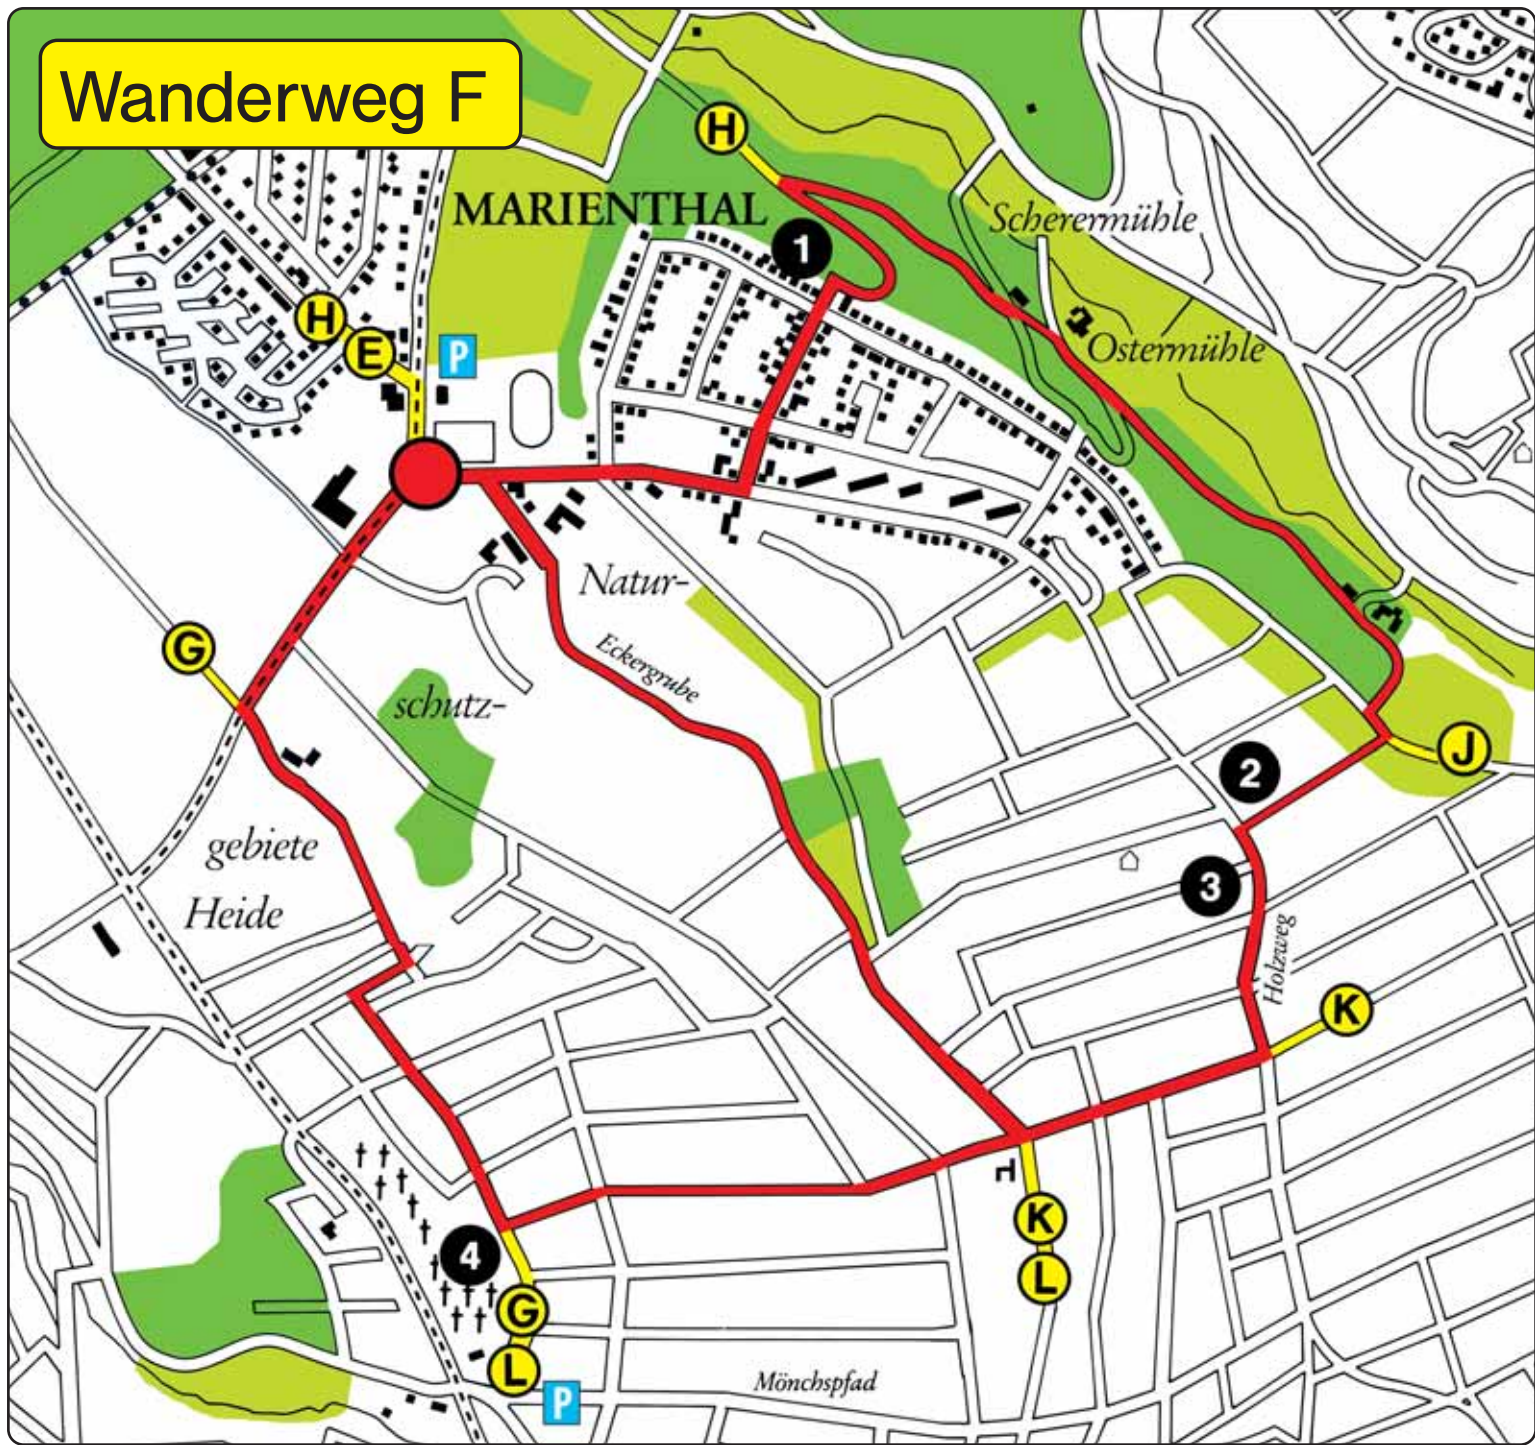 Wanderweg F
H
MARIENTHAL
1
Scherermühle
H
E
P
Ostermühle
Natur-
G
Eckergrube
schutz-
J
2
gebiete
3
Heide
Holzweg
K
4
K
G
L
L
P
Mönchspfad